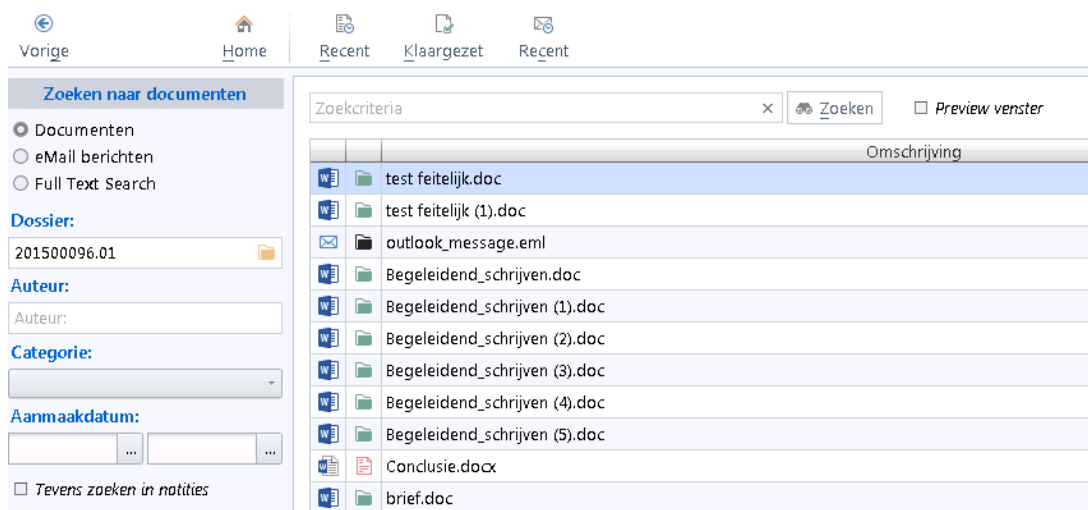 Vorige Home Recent Klaargezet Recent
Zoeken naar documenten
Documenten
eMail berichten
Full Text Search
Dossier:
201500096.01
Auteur:
Auteur:
Categorie:
Aanmaakdatum:
... ...
Tevens zoeken in notities
Zoekcriteria × Zoeken Preview venster
Omschrijving
test feitelijk.doc
test feitelijk (1).doc
outlook_message.eml
Begeleidend_schrijven.doc
Begeleidend_schrijven (1).doc
Begeleidend_schrijven (2).doc
Begeleidend_schrijven (3).doc
Begeleidend_schrijven (4).doc
Begeleidend_schrijven (5).doc
Conclusie.docx
brief.doc